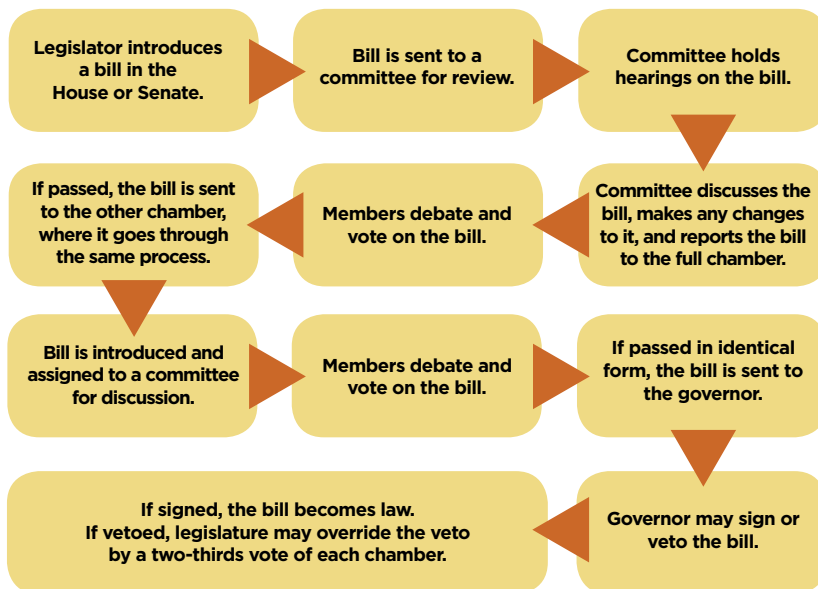 Legislator introduces
a bill in the
House or Senate.
Bill is sent to a
committee for review.
Committee holds
hearings on the bill.
Committee discusses the
bill, makes any changes
to it, and reports the bill
to the full chamber.
Members debate and
vote on the bill.
If passed, the bill is sent
to the other chamber,
where it goes through
the same process.
Bill is introduced and
assigned to a committee
for discussion.
Members debate and
vote on the bill.
If passed in identical
form, the bill is sent to
the governor.
Governor may sign or
veto the bill.
If signed, the bill becomes law.
If vetoed, legislature may override the veto
by a two-thirds vote of each chamber.